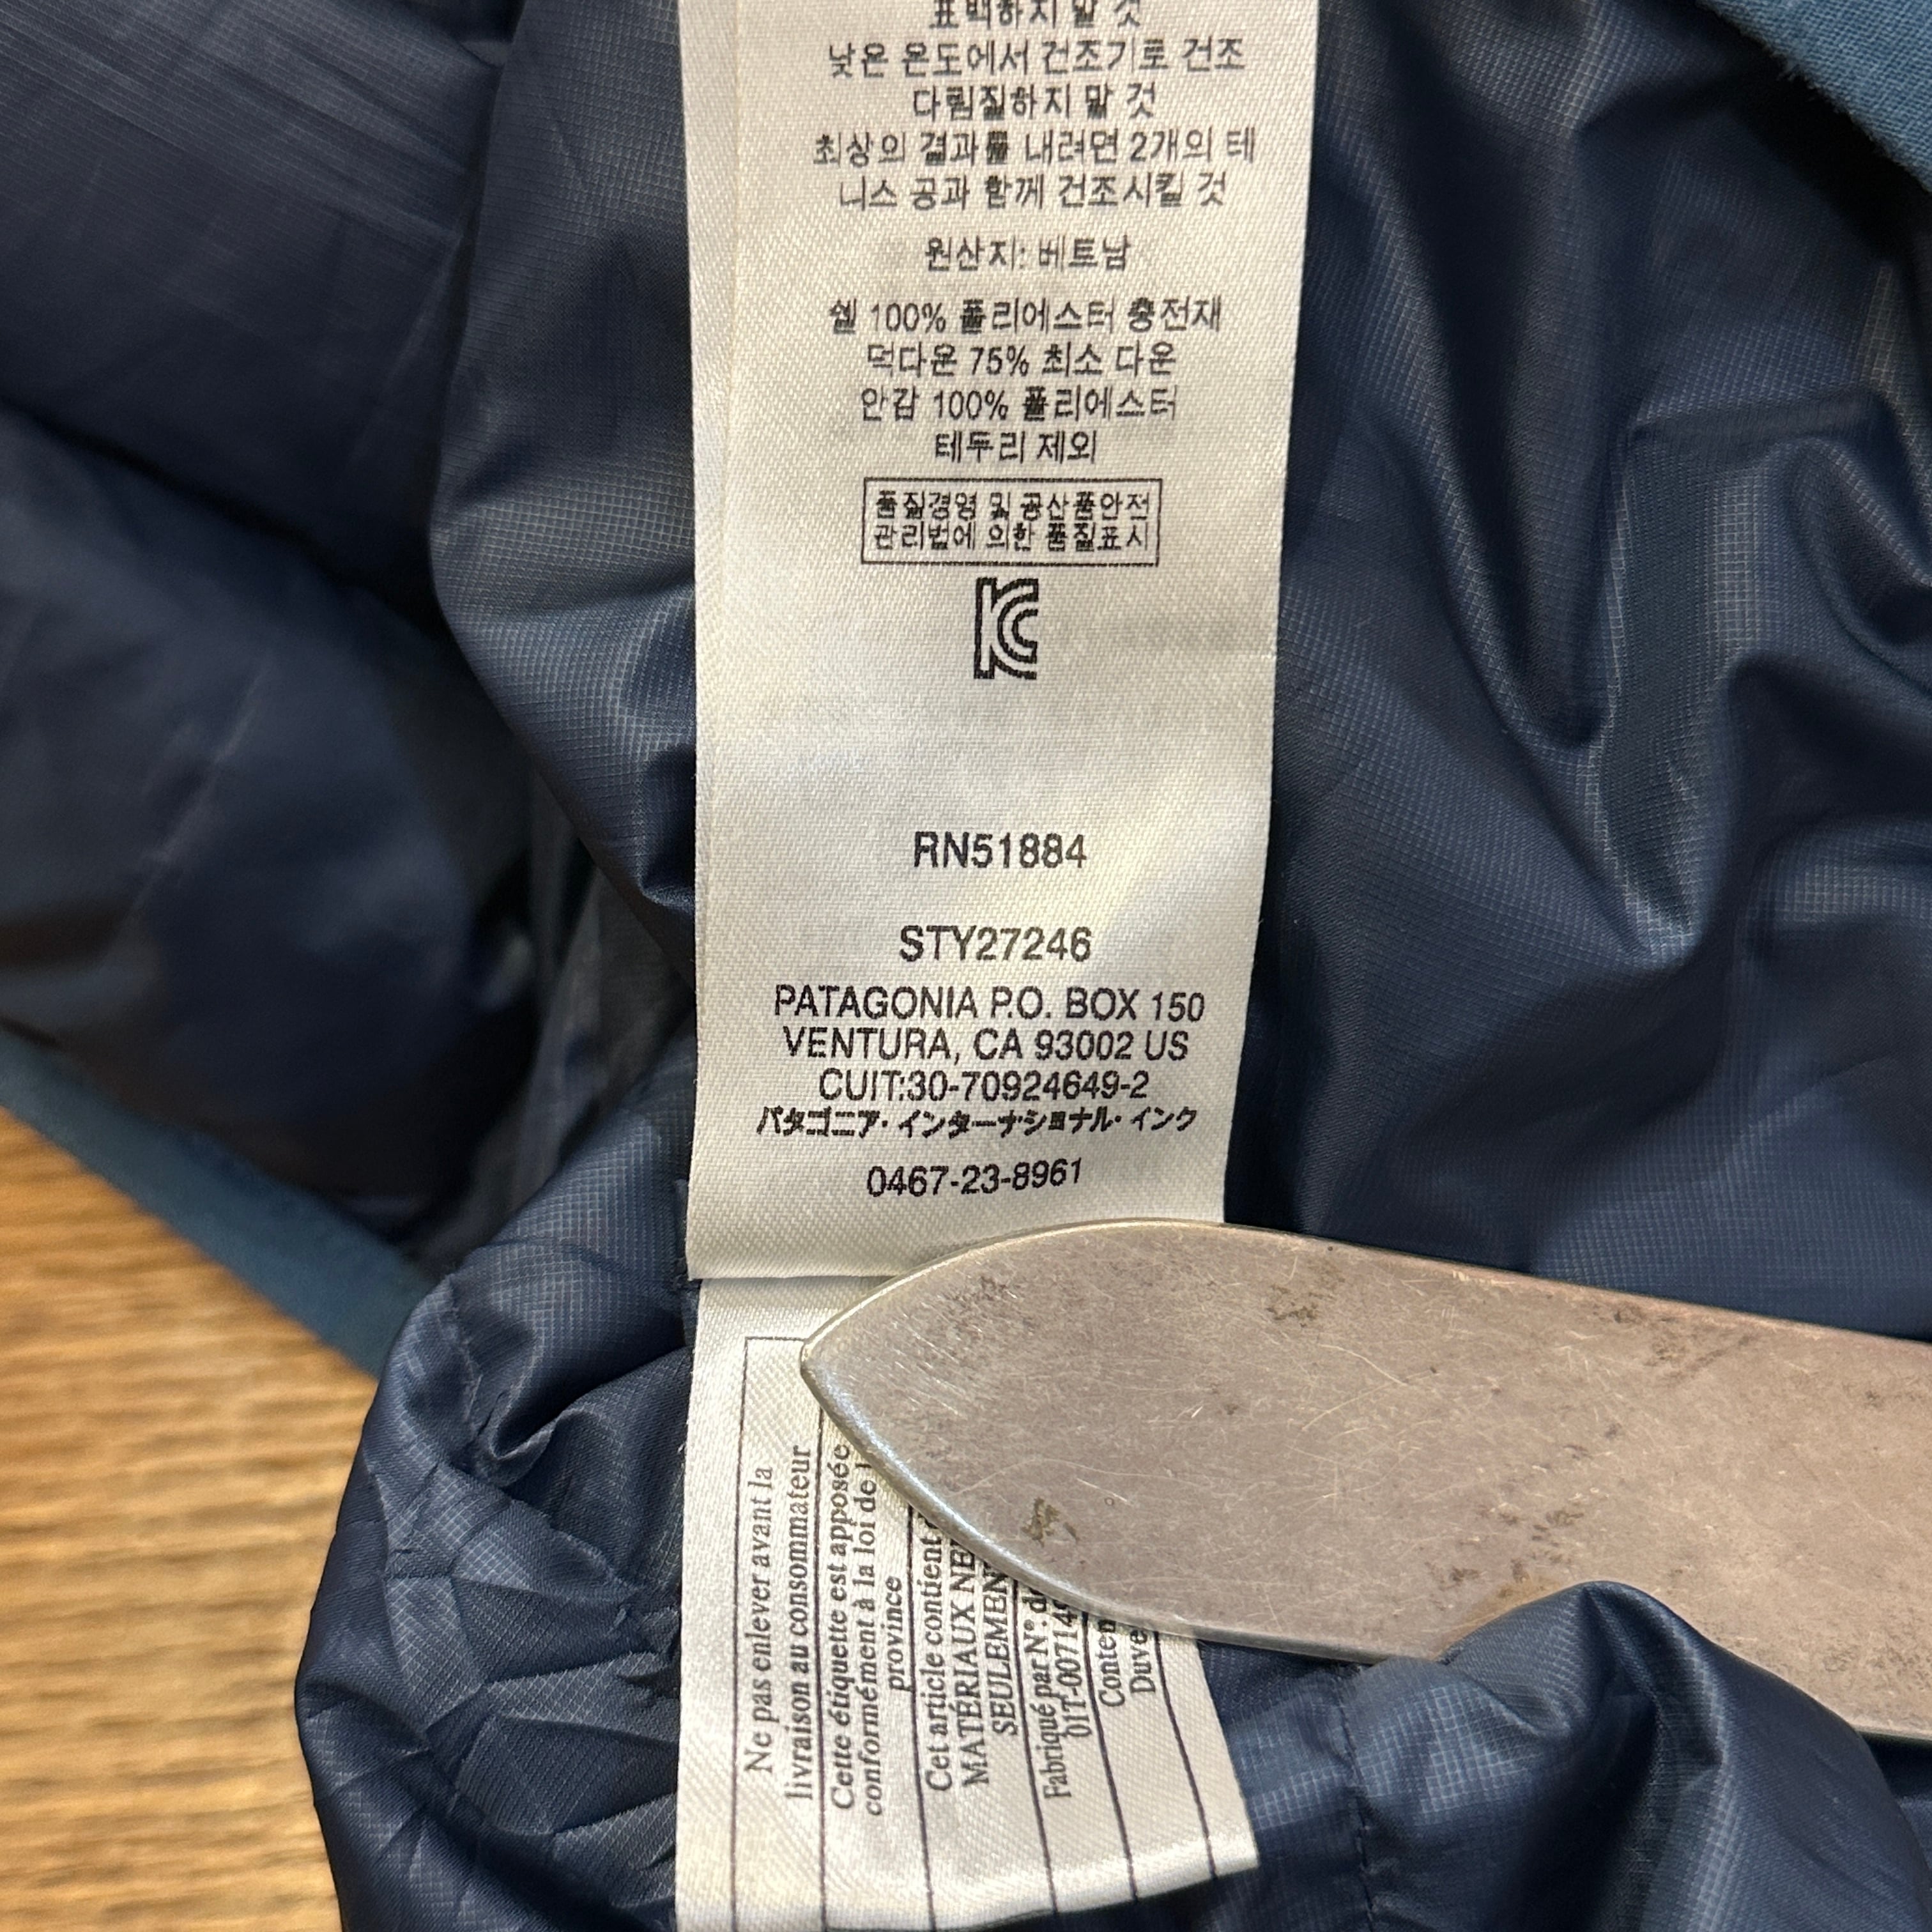 표백하지 말 것
낮은 온도에서 건조기로 건조
다림질하지 말 것
최상의 결과를 내려면 2개의 테
니스 공과 함께 건조시킬 것
원산지: 베트남
쉘 100% 폴리에스터 충전재
덕다운 75% 최소 다운
안감 100% 폴리에스터
테두리 제외
품질경영 및 공산품안전
관리법에 의한 품질표시
RN51884
STY27246
PATAGONIA P.O. BOX 150
VENTURA, CA 93002 US
CUIT:30-70924649-2
パタゴニア・インターナショナル・インク
0467-23-8961
Ne pas enlever avant la
livraison au consommateur
Cette étiquette est apposée
conformément à la loi de
province
Cet article contient
MATÉRIAUX
Fabriqué par N°.